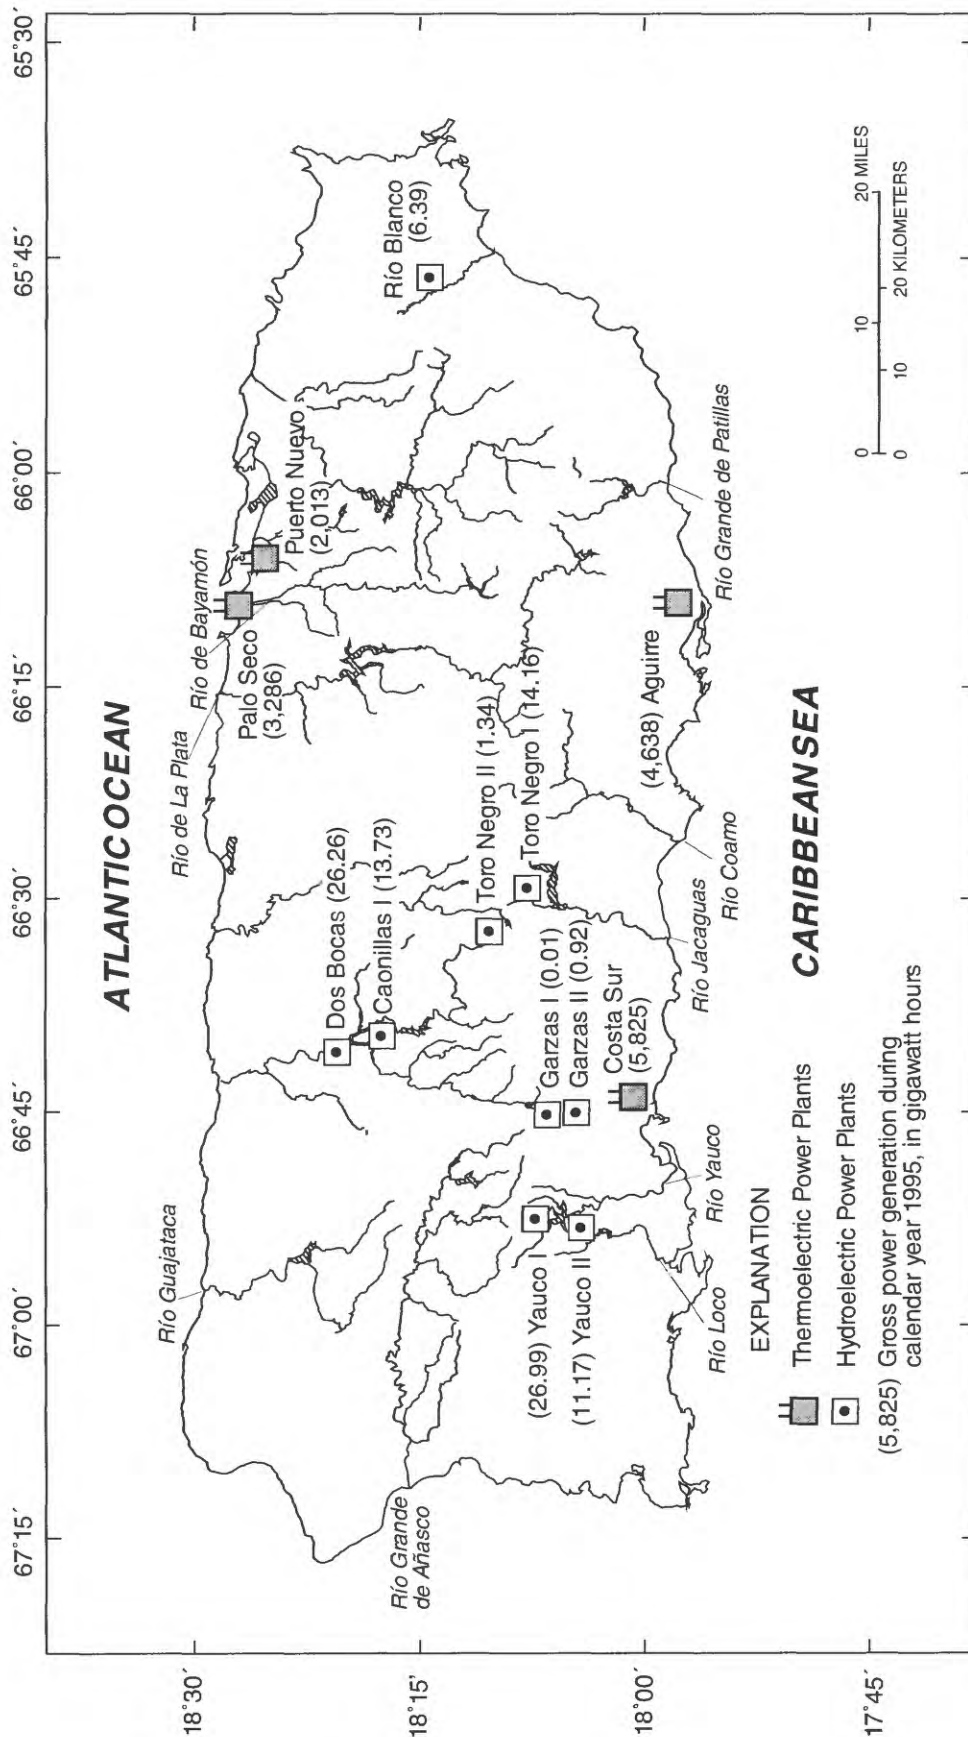 67°15´
67°00´
66°45´
66°30´
66°15´
66°00´
65°45´
65°30´
18°30´
18°15´
18°00´
17°45´
ATLANTIC OCEAN
Río Guajataca
Río de La Plata
Río de Bayamón
Palo Seco
(3,286)
Puerto Nuevo
(2,013)
Dos Bocas (26.26)
Caonillas I (13.73)
Río Blanco
(6.39)
Río Grande
de Añasco
Toro Negro II (1.34)
Toro Negro I (14.16)
Garzas I (0.01)
Garzas II (0.92)
(26.99) Yauco I
(11.17) Yauco II
Costa Sur
(5,825)
(4,638) Aguirre
Río Loco
Río Yauco
Río Jacaguas
Río Coamo
Río Grande de Patillas
CARIBBEAN SEA
EXPLANATION
Thermoelectric Power Plants
Hydroelectric Power Plants
(5,825) Gross power generation during
calendar year 1995, in gigawatt hours
0 10 20 MILES
0 10 20 KILOMETERS